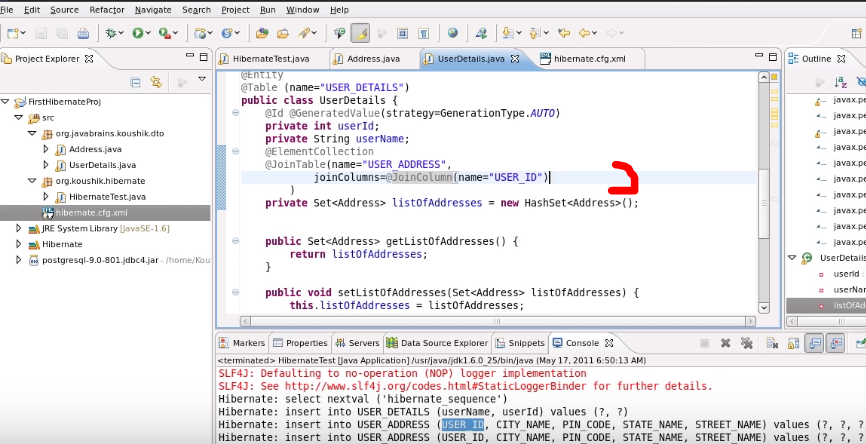 File Edit Source Refactor Navigate Search Project Run Window Help
Project Explorer
FirstHibernateProj
src
org.javabrains.koushik.dto
Address.java
UserDetails.java
org.koushik.hibernate
HibernateTest.java
hibernate.cfg.xml
JRE System Library [JavaSE-1.6]
Hibernate
postgresql-9.0-801.jdbc4.jar - /home/Kou
HibernateTest.java Address.java UserDetails.java hibernate.cfg.xml
@Entity
@Table (name="USER_DETAILS")
public class UserDetails {
@Id @GeneratedValue(strategy=GenerationType.AUTO)
private int userId;
private String userName;
@ElementCollection
@JoinTable(name="USER_ADDRESS",
joinColumns=@JoinColumn(name="USER_ID")
)
private Set<Address> listOfAddresses = new HashSet<Address>();
public Set<Address> getListOfAddresses() {
return listOfAddresses;
}
public void setListOfAddresses(Set<Address> listOfAddresses) {
this.listOfAddresses = listOfAddresses;
Outline
javax.pe
javax.pe
javax.pe
javax.pe
javax.pe
javax.pe
javax.pe
javax.pe
javax.pe
javax.pe
UserDetails
userId :
userNar
listOfA
Markers Properties Servers Data Source Explorer Snippets Console
<terminated> HibernateTest [Java Application] /usr/java/jdk1.6.0_25/bin/java (May 17, 2011 6:50:13 AM)
SLF4J: Defaulting to no-operation (NOP) logger implementation
SLF4J: See http://www.slf4j.org/codes.html#StaticLoggerBinder for further details.
Hibernate: select nextval ('hibernate_sequence')
Hibernate: insert into USER_DETAILS (userName, userId) values (?, ?)
Hibernate: insert into USER_ADDRESS (USER_ID, CITY_NAME, PIN_CODE, STATE_NAME, STREET_NAME) values (?, ?, ?
Hibernate: insert into USER_ADDRESS (USER_ID, CITY_NAME, PIN_CODE, STATE_NAME, STREET_NAME) values (?, ?, ?